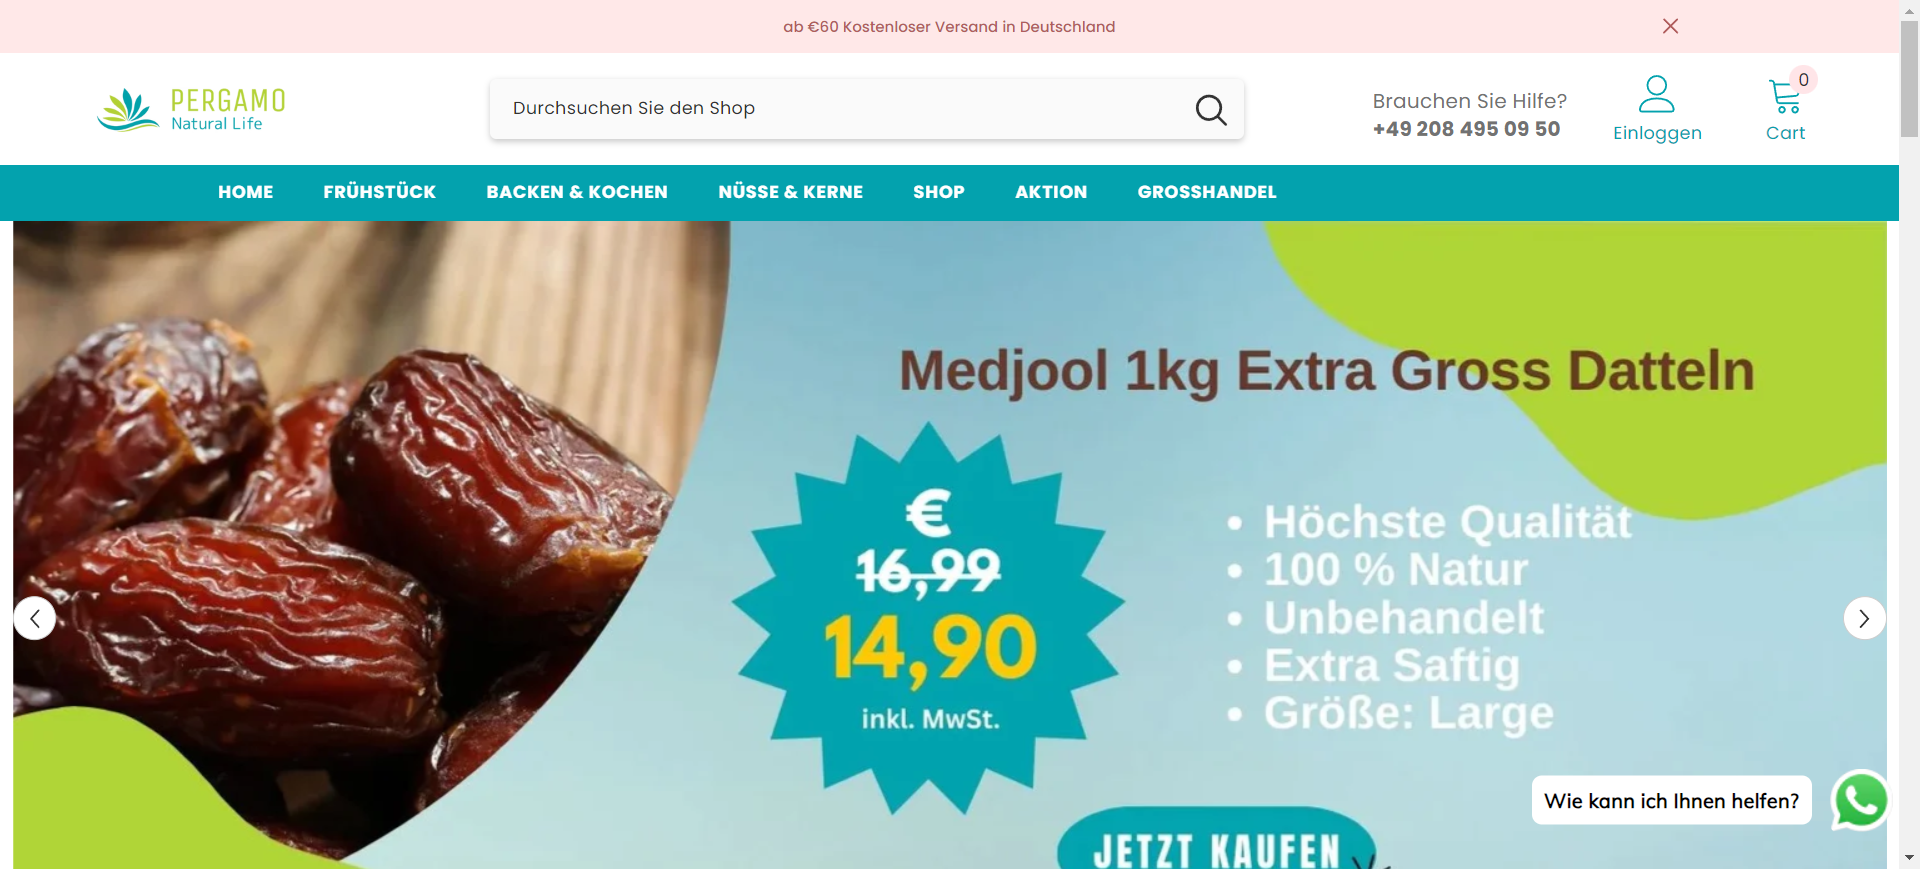 ab €60 Kostenloser Versand in Deutschland
PERGAMO
Natural Life
Durchsuchen Sie den Shop
Brauchen Sie Hilfe?
+49 208 495 09 50
Einloggen
0
Cart
HOME FRÜHSTÜCK BACKEN & KOCHEN NÜSSE & KERNE SHOP AKTION GROSSHANDEL
Medjool 1kg Extra Gross Datteln
€
16,99
14,90
inkl. MwSt.
• Höchste Qualität
• 100 % Natur
• Unbehandelt
• Extra Saftig
• Größe: Large
JETZT KAUFEN
Wie kann ich Ihnen helfen?